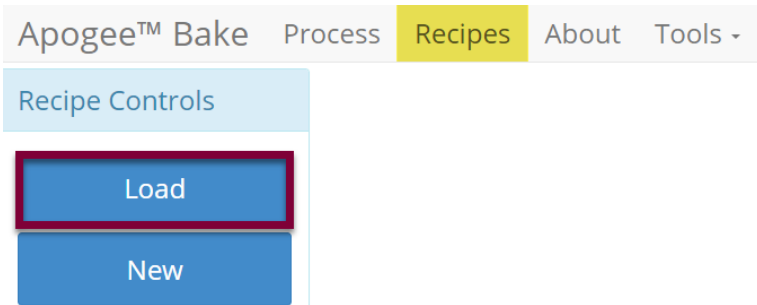 Apogee™ Bake Process Recipes About Tools
Recipe Controls
Load
New